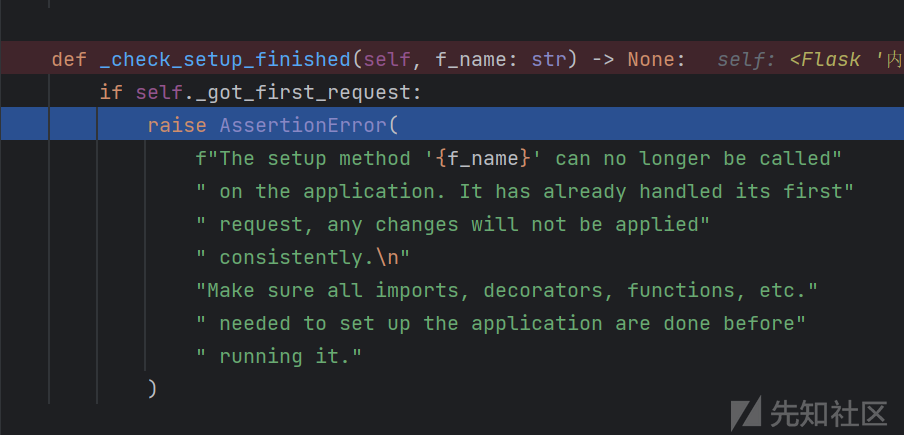 def _check_setup_finished(self, f_name: str) -> None:   self: <Flask '内
if self._got_first_request:
raise AssertionError(
f"The setup method '{f_name}' can no longer be called"
" on the application. It has already handled its first"
" request, any changes will not be applied"
" consistently.\n"
"Make sure all imports, decorators, functions, etc."
" needed to set up the application are done before"
" running it."
)
先知社区